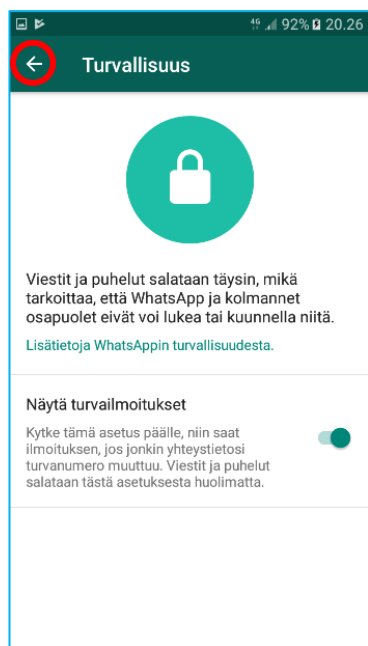 4G 92% 20.26
Turvallisuus
Viestit ja puhelut salataan täysin, mikä
tarkoittaa, että WhatsApp ja kolmannet
osapuolet eivät voi lukea tai kuunnella niitä.
Lisätietoja WhatsAppin turvallisuudesta.
Näytä turvailmoitukset
Kytke tämä asetus päälle, niin saat
ilmoituksen, jos jonkin yhteystietosi
turvanumero muuttuu. Viestit ja puhelut
salataan tästä asetuksesta huolimatta.